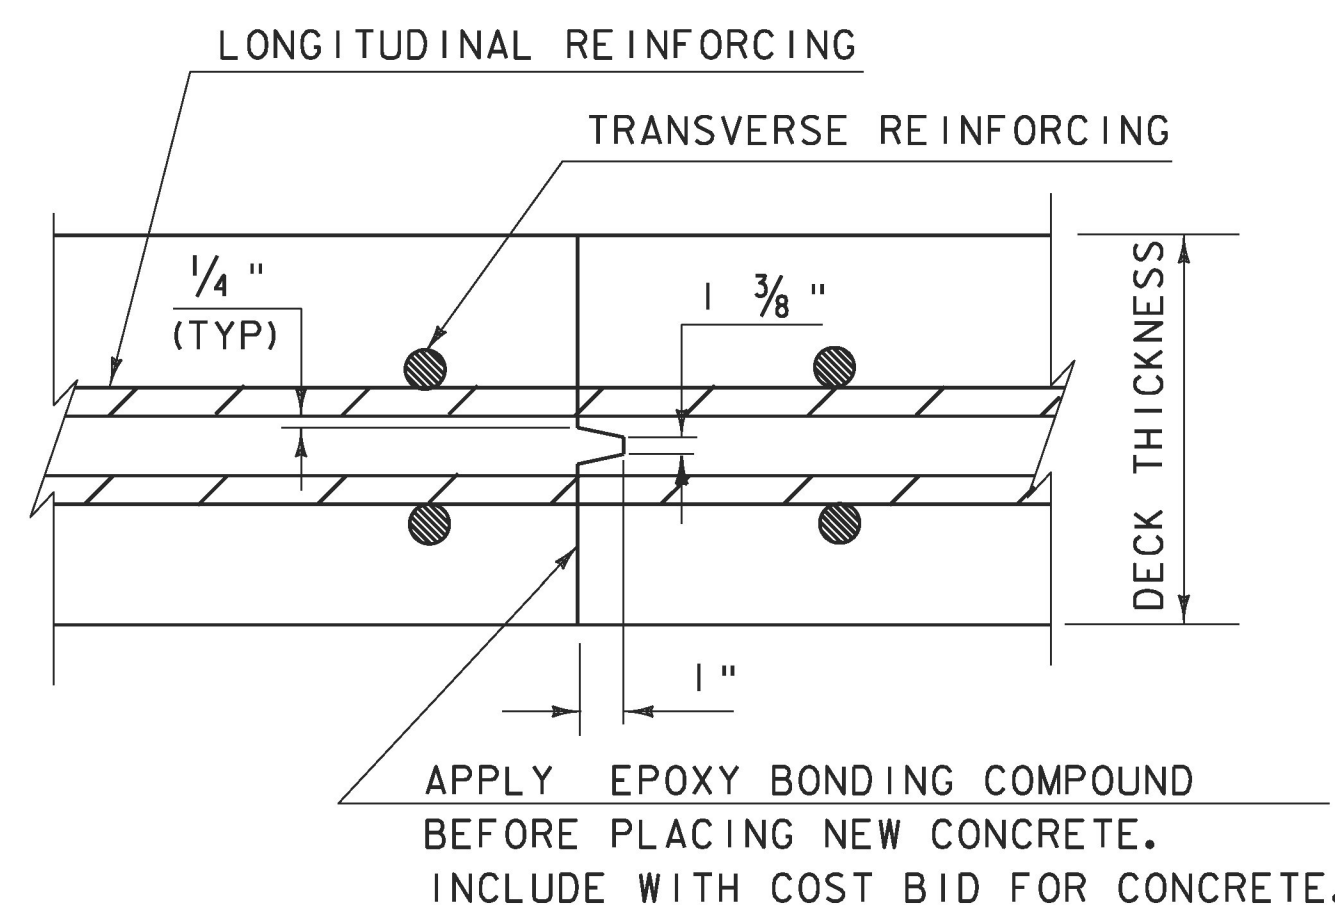 LONGITUDINAL REINFORCING
TRANSVERSE REINFORCING
1/4 "
(TYP)
1 3/8 "
DECK THICKNESS
1 "
APPLY EPOXY BONDING COMPOUND
BEFORE PLACING NEW CONCRETE.
INCLUDE WITH COST BID FOR CONCRETE.